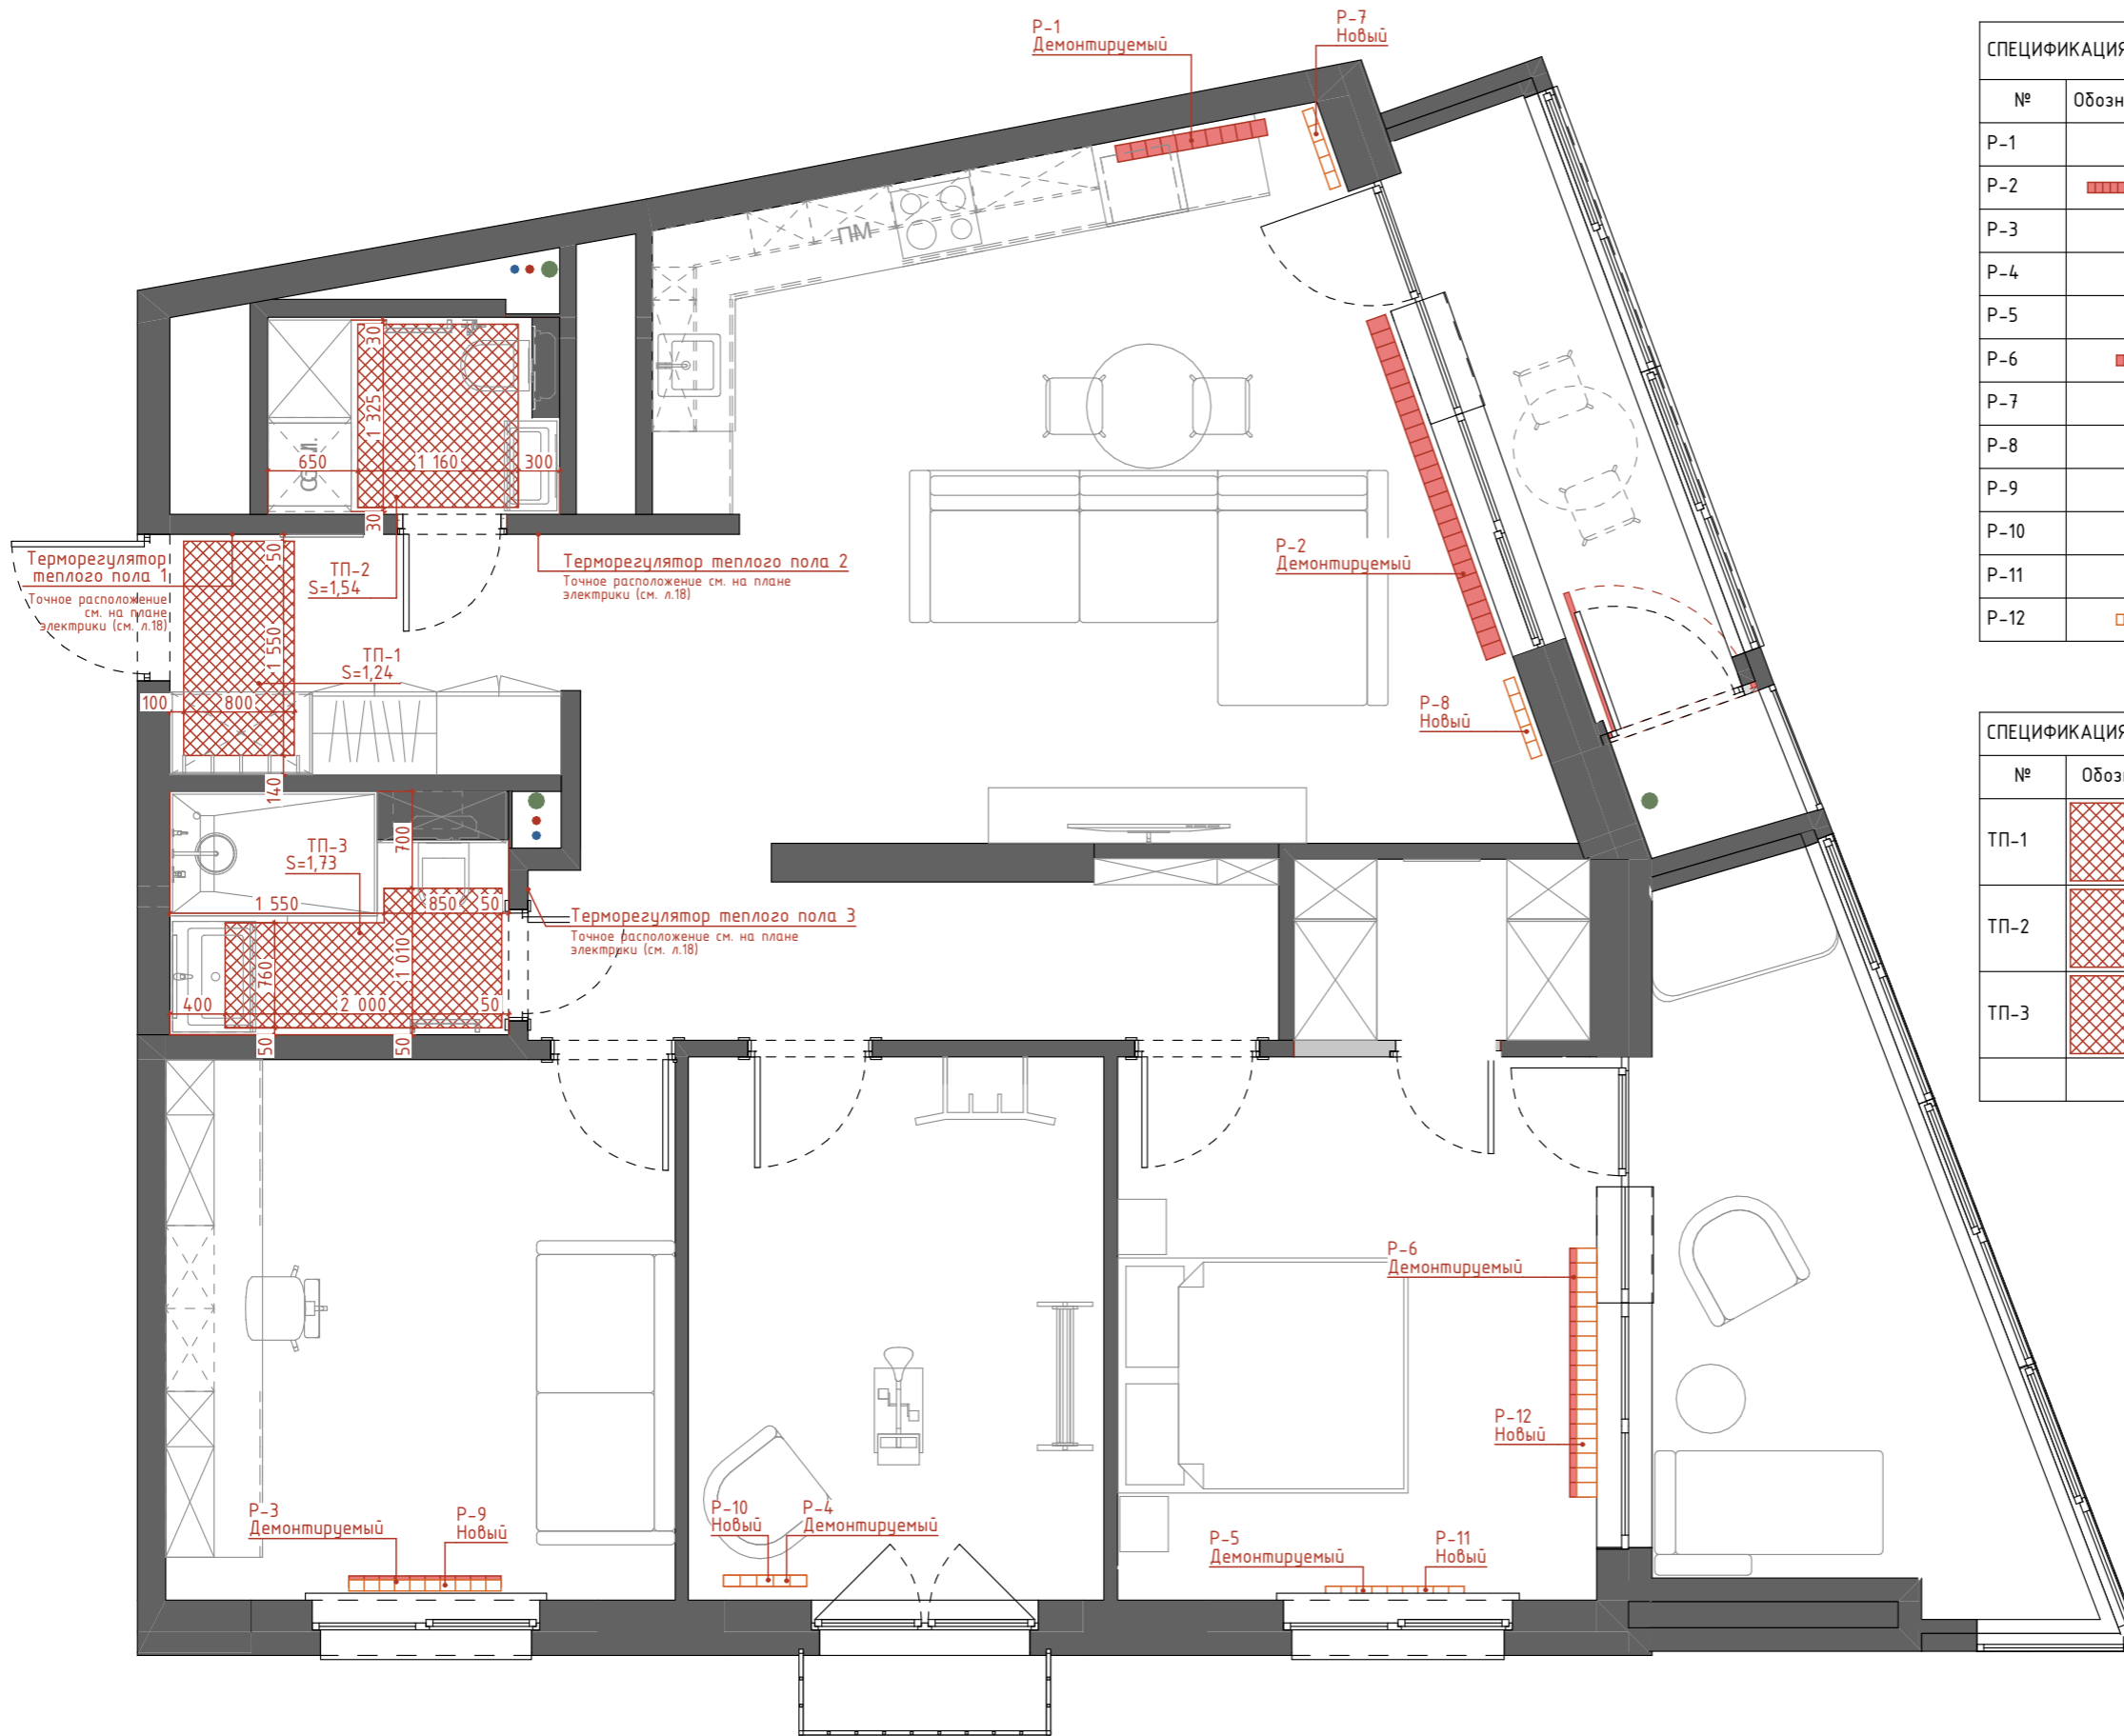 Р-1
Демонтируемый
Р-7
Новый
ПМ
30
1 325
650
1 160
300
30
Терморегулятор
теплого пола 1
Точное расположение
см. на плане
электрики (см. л.18)
ТП-2
S=1,54
Терморегулятор теплого пола 2
Точное расположение см. на плане
электрики (см. л.18)
50
1 550
ТП-1
S=1,24
100
800
140
Р-2
Демонтируемый
Р-8
Новый
ТП-3
S=1,73
700
1 550
850
50
Терморегулятор теплого пола 3
Точное расположение см. на плане
электрики (см. л.18)
760
1 010
400
2 000
50
50
50
Р-6
Демонтируемый
Р-12
Новый
Р-3
Демонтируемый
Р-9
Новый
Р-10
Новый
Р-4
Демонтируемый
Р-5
Демонтируемый
Р-11
Новый
СПЕЦИФИКАЦИЯ
№
Обозн
Р-1
Р-2
Р-3
Р-4
Р-5
Р-6
Р-7
Р-8
Р-9
Р-10
Р-11
Р-12
СПЕЦИФИКАЦИЯ
№
Обозн
ТП-1
ТП-2
ТП-3